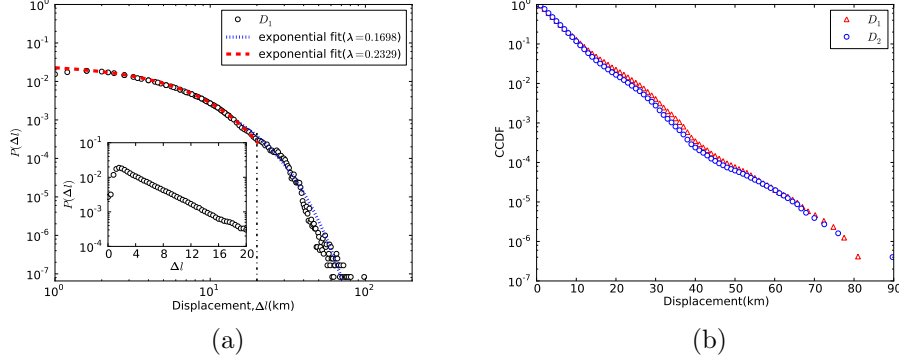 10^0
10^-1
10^-2
10^-3
10^-4
10^-5
10^-6
10^-7
P(Δl)
D_1
exponential fit(λ=0.1698)
exponential fit(λ=0.2329)
10^-1
10^-2
10^-3
10^-4
P(Δl)
0 4 8 12 16 20
Δl
10^0 10^1 10^2
Displacement,Δl(km)
(a)
10^0
10^-1
10^-2
10^-3
10^-4
10^-5
10^-6
10^-7
CCDF
D_1
D_2
0 10 20 30 40 50 60 70 80 90
Displacement(km)
(b)